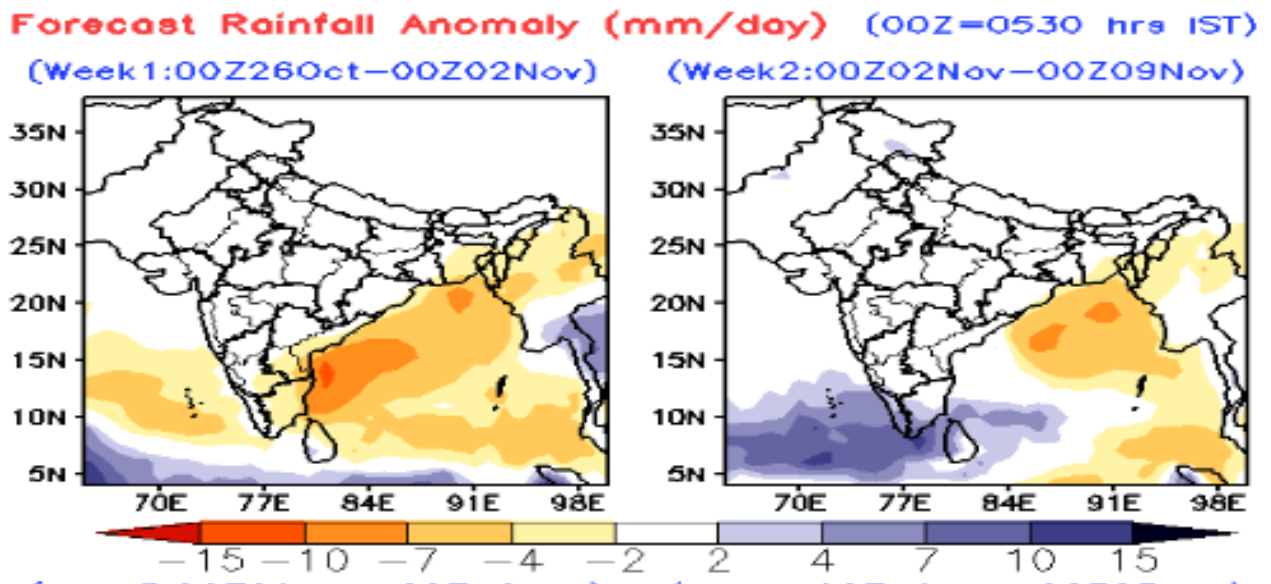 Forecast Rainfall Anomaly (mm/day) (00Z=0530 hrs IST)
(Week1:00Z26Oct−00Z02Nov) (Week2:00Z02Nov−00Z09Nov)
35N 35N
30N 30N
25N 25N
20N 20N
15N 15N
10N 10N
5N 5N
70E 77E 84E 91E 98E 70E 77E 84E 91E 98E
−15 −10 −7 −4 −2 2 4 7 10 15